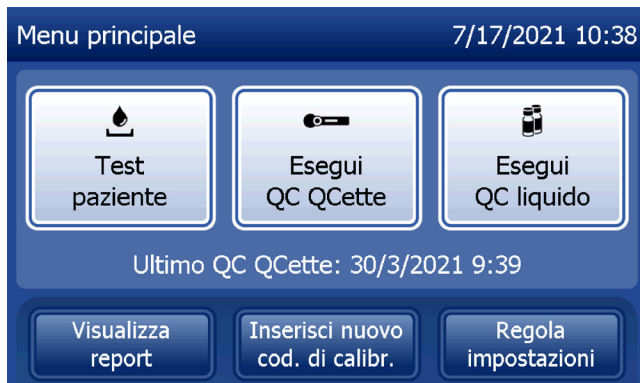 Menu principale 7/17/2021 10:38
Test
paziente
Esegui
QC QCette
Esegui
QC liquido
Ultimo QC QCette: 30/3/2021 9:39
Visualizza
report
Inserisci nuovo
cod. di calibr.
Regola
impostazioni